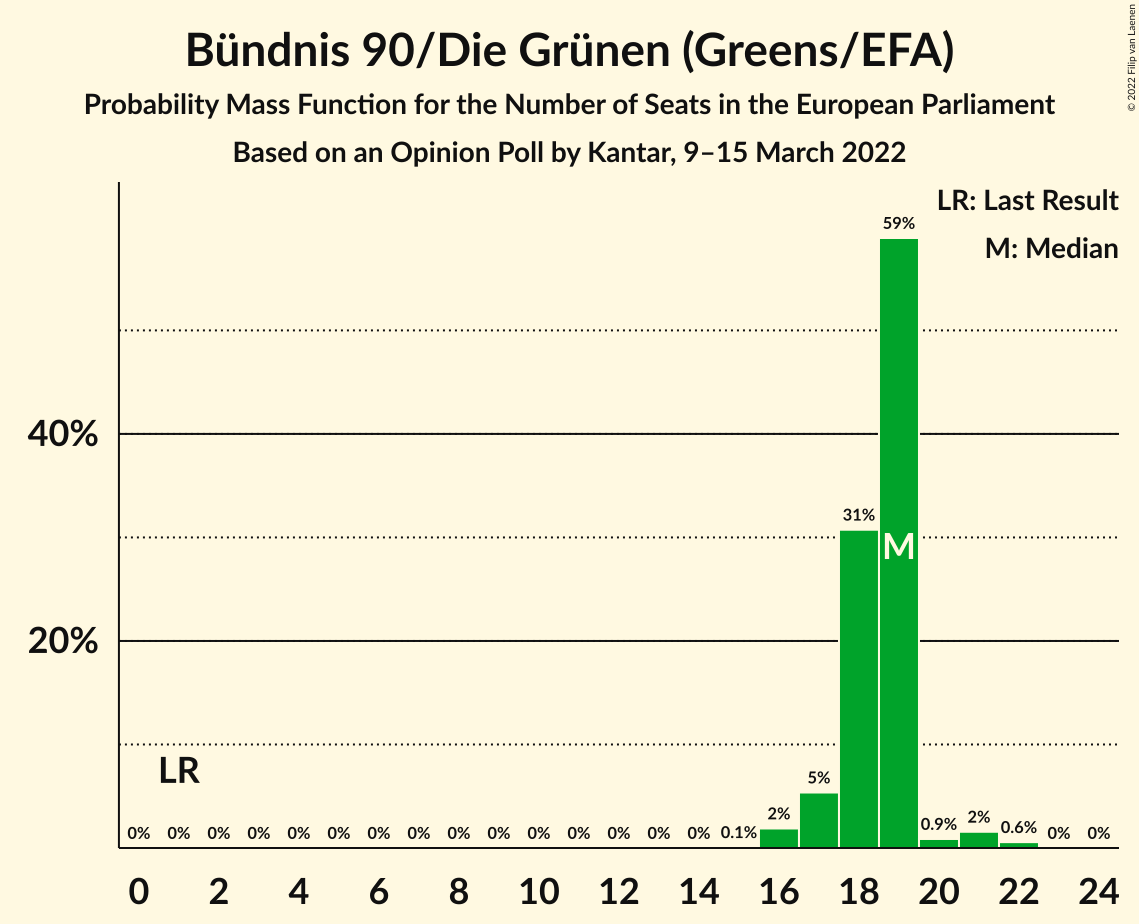 Bündnis 90/Die Grünen (Greens/EFA)
Probability Mass Function for the Number of Seats in the European Parliament
Based on an Opinion Poll by Kantar, 9–15 March 2022
© 2022 Filip van Laenen
LR: Last Result
M: Median
59%
40%
31%
M
20%
LR
5%
0% 0% 0% 0% 0% 0% 0% 0% 0% 0% 0% 0% 0% 0% 0% 0.1% 2% 0.9% 2% 0.6% 0% 0%
0 2 4 6 8 10 12 14 16 18 20 22 24